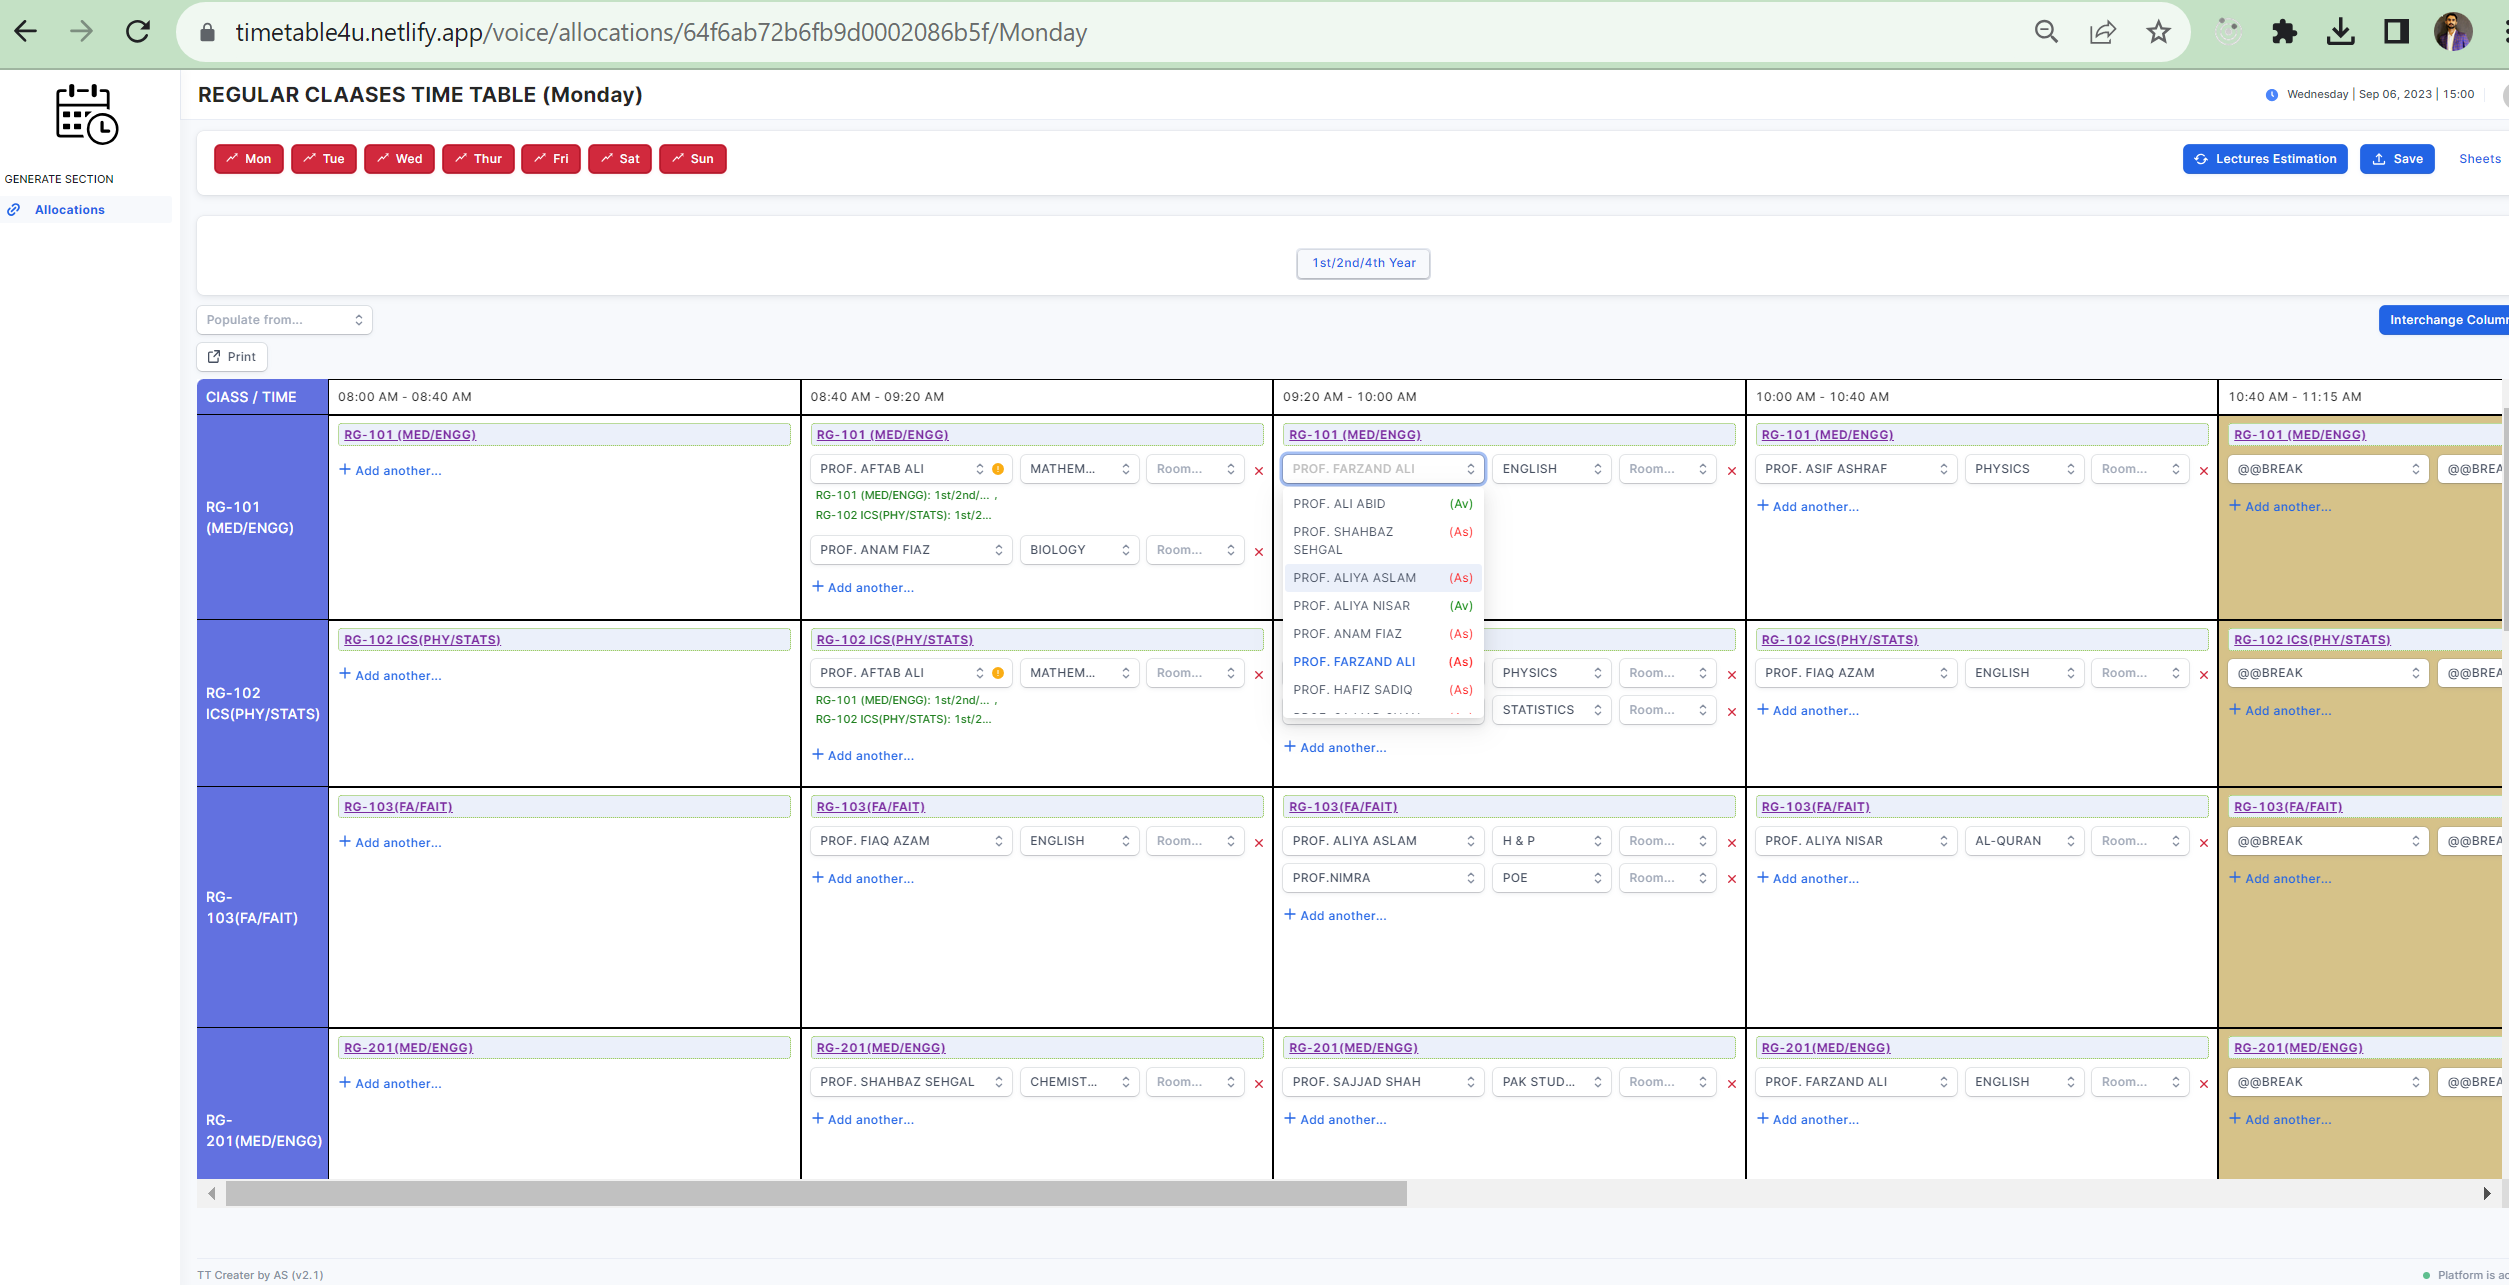 timetable4u.netlify.app/voice/allocations/64f6ab72b6fb9d0002086b5f/Monday
REGULAR CLAASES TIME TABLE (Monday)
Wednesday | Sep 06, 2023 | 15:00
Mon Tue Wed Thur Fri Sat Sun
Lectures Estimation Save Sheets
GENERATE SECTION
Allocations
1st/2nd/4th Year
Populate from...
Interchange Colum
Print
ClASS / TIME 08:00 AM - 08:40 AM 08:40 AM - 09:20 AM 09:20 AM - 10:00 AM 10:00 AM - 10:40 AM 10:40 AM - 11:15 AM
RG-101 (MED/ENGG)
RG-101 (MED/ENGG) RG-101 (MED/ENGG) RG-101 (MED/ENGG) RG-101 (MED/ENGG) RG-101 (MED/ENGG)
Add another... PROF. AFTAB ALI MATHEM... Room... PROF. FARZAND ALI ENGLISH Room... PROF. ASIF ASHRAF PHYSICS Room... @@BREAK @@BREA
RG-101 (MED/ENGG): 1st/2nd/... ,
RG-102 ICS(PHY/STATS): 1st/2...
Add another... Add another...
PROF. ANAM FIAZ BIOLOGY Room...
Add another...
PROF. ALI ABID (Av)
PROF. SHAHBAZ SEHGAL (As)
PROF. ALIYA ASLAM (As)
PROF. ALIYA NISAR (Av)
PROF. ANAM FIAZ (As)
PROF. FARZAND ALI (As)
PROF. HAFIZ SADIQ (As)
RG-102 ICS(PHY/STATS)
RG-102 ICS(PHY/STATS) RG-102 ICS(PHY/STATS) RG-102 ICS(PHY/STATS) RG-102 ICS(PHY/STATS)
Add another... PROF. AFTAB ALI MATHEM... Room... PHYSICS Room... PROF. FIAQ AZAM ENGLISH Room... @@BREAK @@BREA
RG-101 (MED/ENGG): 1st/2nd/... ,
RG-102 ICS(PHY/STATS): 1st/2...
STATISTICS Room... Add another... Add another...
Add another... Add another...
RG-103(FA/FAIT)
RG-103(FA/FAIT) RG-103(FA/FAIT) RG-103(FA/FAIT) RG-103(FA/FAIT) RG-103(FA/FAIT)
Add another... PROF. FIAQ AZAM ENGLISH Room... PROF. ALIYA ASLAM H & P Room... PROF. ALIYA NISAR AL-QURAN Room... @@BREAK @@BREA
Add another... PROF.NIMRA POE Room... Add another... Add another...
Add another...
RG-201(MED/ENGG)
RG-201(MED/ENGG) RG-201(MED/ENGG) RG-201(MED/ENGG) RG-201(MED/ENGG) RG-201(MED/ENGG)
Add another... PROF. SHAHBAZ SEHGAL CHEMIST... Room... PROF. SAJJAD SHAH PAK STUD... Room... PROF. FARZAND ALI ENGLISH Room... @@BREAK @@BREA
Add another... Add another... Add another... Add another...
TT Creater by AS (v2.1)
Platform is ac